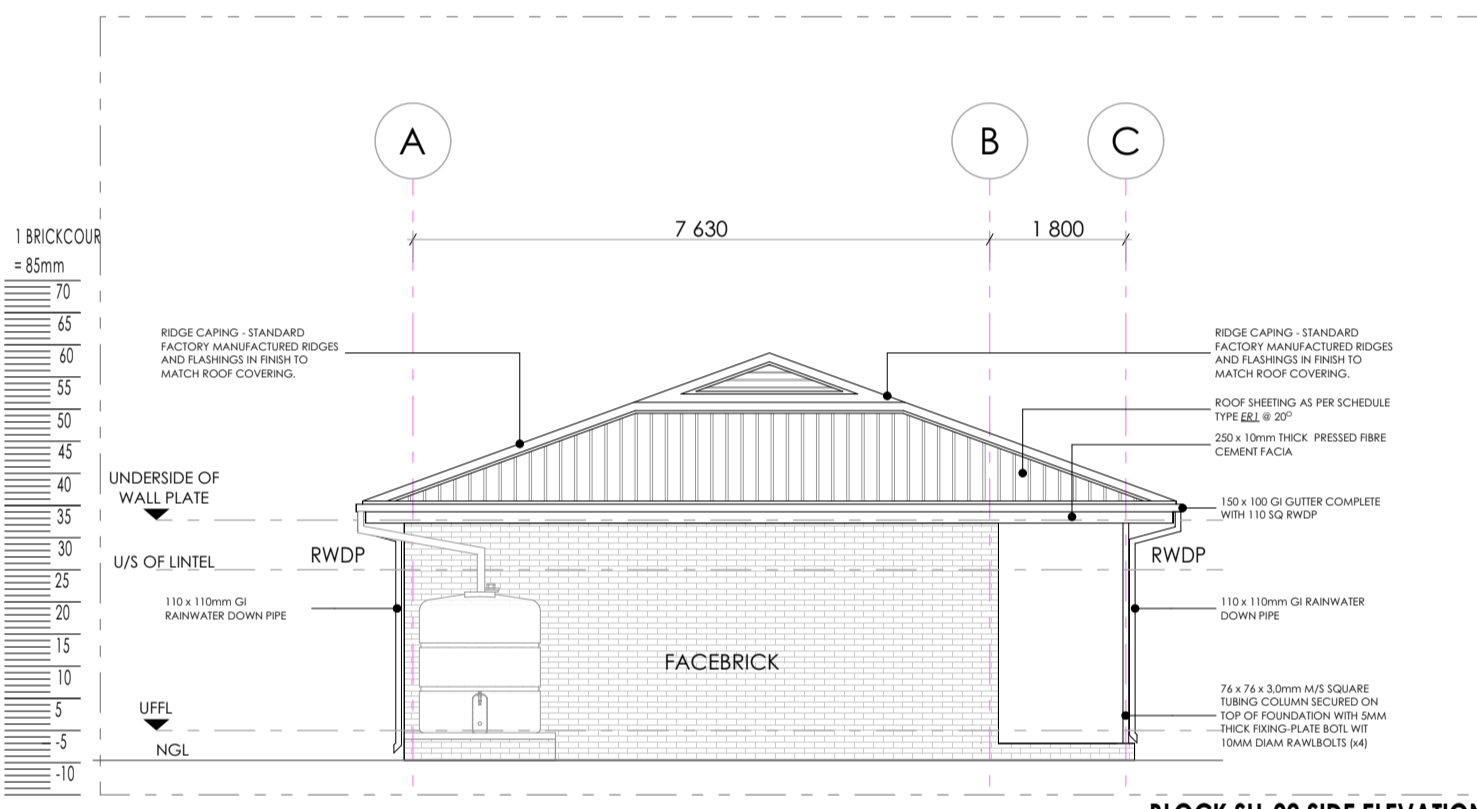 A
B
C
7 630
1 800
1 BRICKCOUR
= 85mm
70
65
60
55
50
45
40
35
30
25
20
15
10
5
-5
-10
RIDGE CAPING - STANDARD
FACTORY MANUFACTURED RIDGES
AND FLASHINGS IN FINISH TO
MATCH ROOF COVERING.
UNDERSIDE OF
WALL PLATE
U/S OF LINTEL
RWDP
110 x 110mm GI
RAINWATER DOWN PIPE
UFFL
NGL
FACEBRICK
RIDGE CAPING - STANDARD
FACTORY MANUFACTURED RIDGES
AND FLASHINGS IN FINISH TO
MATCH ROOF COVERING.
ROOF SHEETING AS PER SCHEDULE
TYPE ER1 @ 20°
250 x 10mm THICK PRESSED FIBRE
CEMENT FACIA
150 x 100 GI GUTTER COMPLETE
WITH 110 SQ RWDP
RWDP
110 x 110mm GI RAINWATER
DOWN PIPE
76 x 76 x 3,0mm M/S SQUARE
TUBING COLUMN SECURED ON
TOP OF FOUNDATION WITH 5MM
THICK FIXING-PLATE BOTL WIT
10MM DIAM RAWLBOLTS (x4)
SIDE ELEVATION